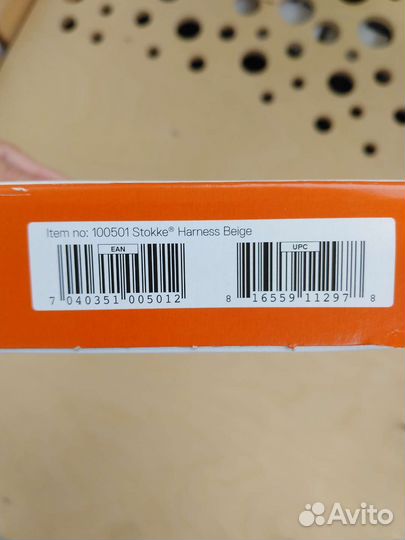 Item no: 100501 Stokke® Harness Beige
EAN
UPC
7 040351 005012
8 16559 11297 8
Avito